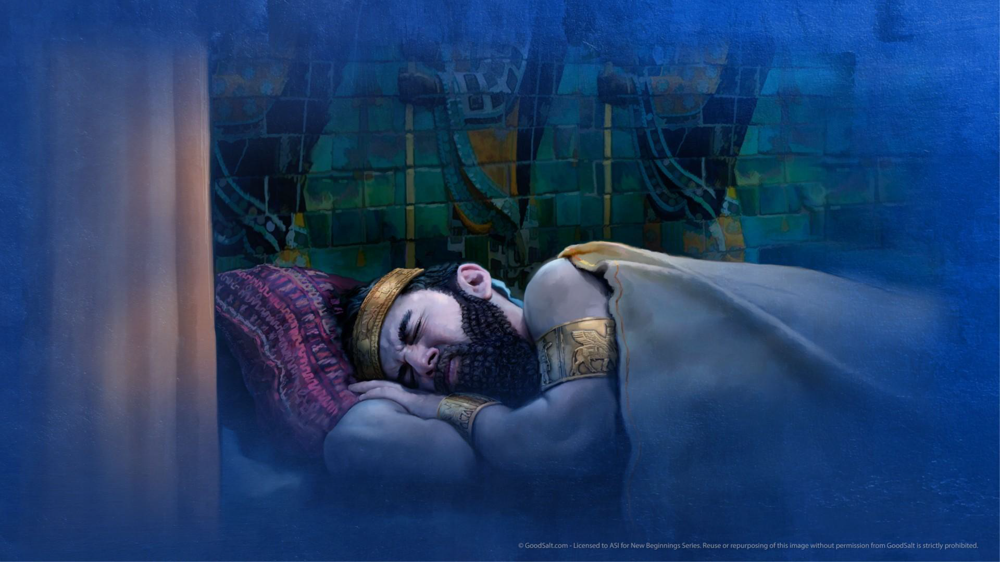 © GoodSalt.com - Licensed to ASI for New Beginnings Series. Reuse or repurposing of this image without permission from GoodSalt is strictly prohibited.